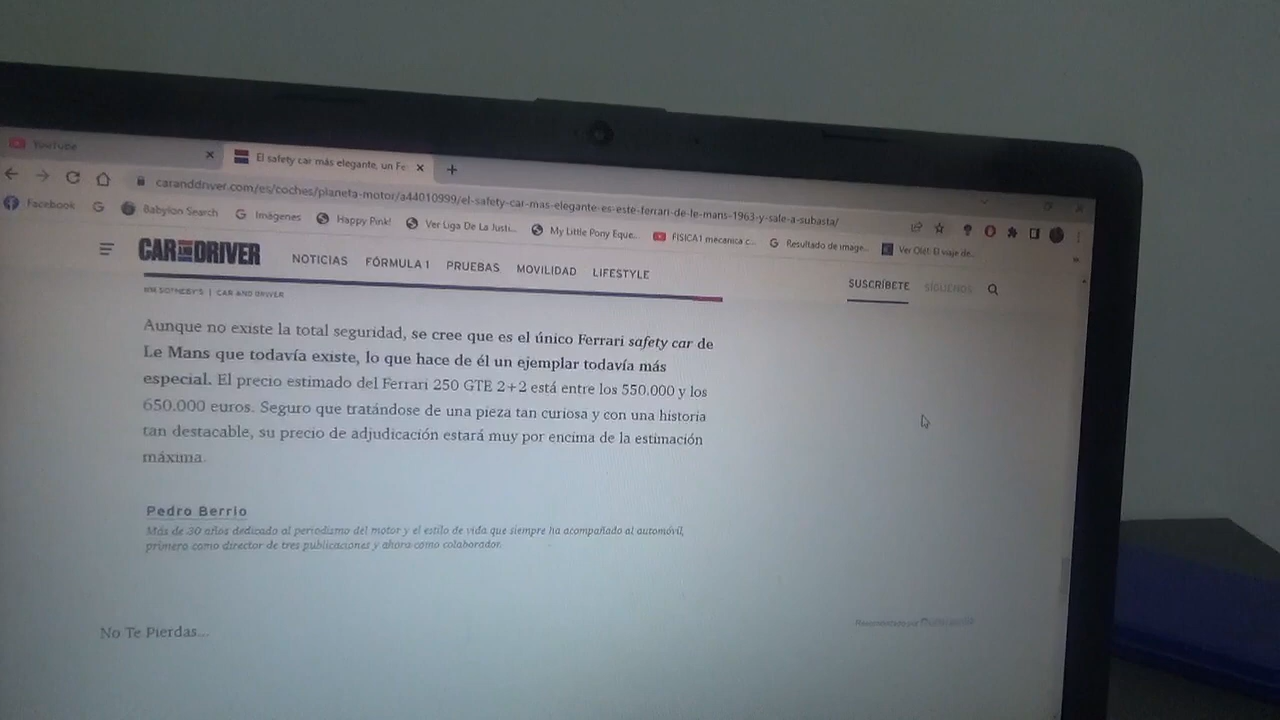 YouTube
El safety car más elegante, un Fe
caranddriver.com/es/coches/planeta-motor/a44010999/el-safety-car-mas-elegante-es-este-ferrari-de-le-mans-1963-y-sale-a-subasta/
Facebook G Babylon Search G Imágenes Happy Pink! Ver Liga De La Justi... My Little Pony Eque... FISICA1 mecanica c... G Resultado de image... Ver Olé!: El viaje de...
CAR AND DRIVER NOTICIAS FÓRMULA 1 PRUEBAS MOVILIDAD LIFESTYLE SUSCRÍBETE SÍGUENOS
RM SOTHEBY'S | CAR AND DRIVER
Aunque no existe la total seguridad, se cree que es el único Ferrari safety car de
Le Mans que todavía existe, lo que hace de él un ejemplar todavía más
especial. El precio estimado del Ferrari 250 GTE 2+2 está entre los 550.000 y los
650.000 euros. Seguro que tratándose de una pieza tan curiosa y con una historia
tan destacable, su precio de adjudicación estará muy por encima de la estimación
máxima.
Pedro Berrio
Más de 30 años dedicado al periodismo del motor y el estilo de vida que siempre ha acompañado al automóvil,
primero como director de tres publicaciones y ahora como colaborador.
No Te Pierdas...
Recomendado por